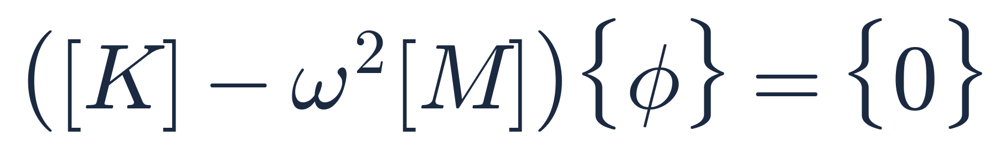 ([K] − ω²[M]){ϕ} = {0}